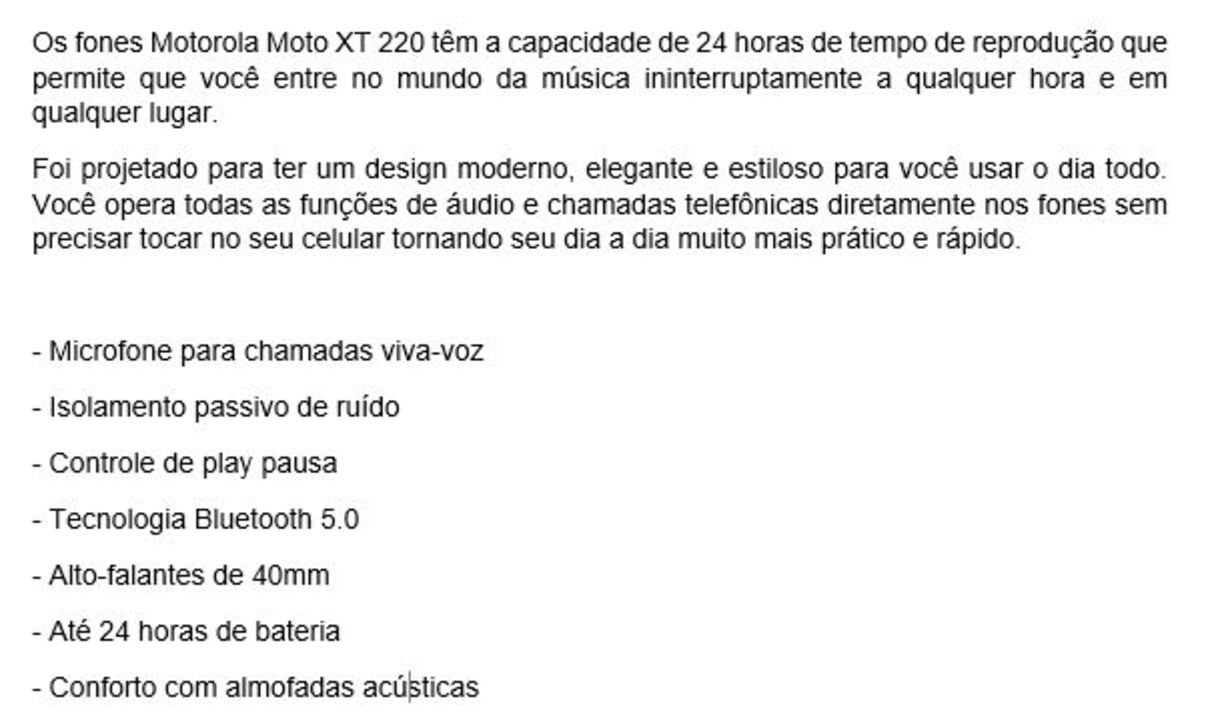 Os fones Motorola Moto XT 220 têm a capacidade de 24 horas de tempo de reprodução que
permite que você entre no mundo da música ininterruptamente a qualquer hora e em
qualquer lugar.
Foi projetado para ter um design moderno, elegante e estiloso para você usar o dia todo.
Você opera todas as funções de áudio e chamadas telefônicas diretamente nos fones sem
precisar tocar no seu celular tornando seu dia a dia muito mais prático e rápido.
- Microfone para chamadas viva-voz
- Isolamento passivo de ruído
- Controle de play pausa
- Tecnologia Bluetooth 5.0
- Alto-falantes de 40mm
- Até 24 horas de bateria
- Conforto com almofadas acústicas